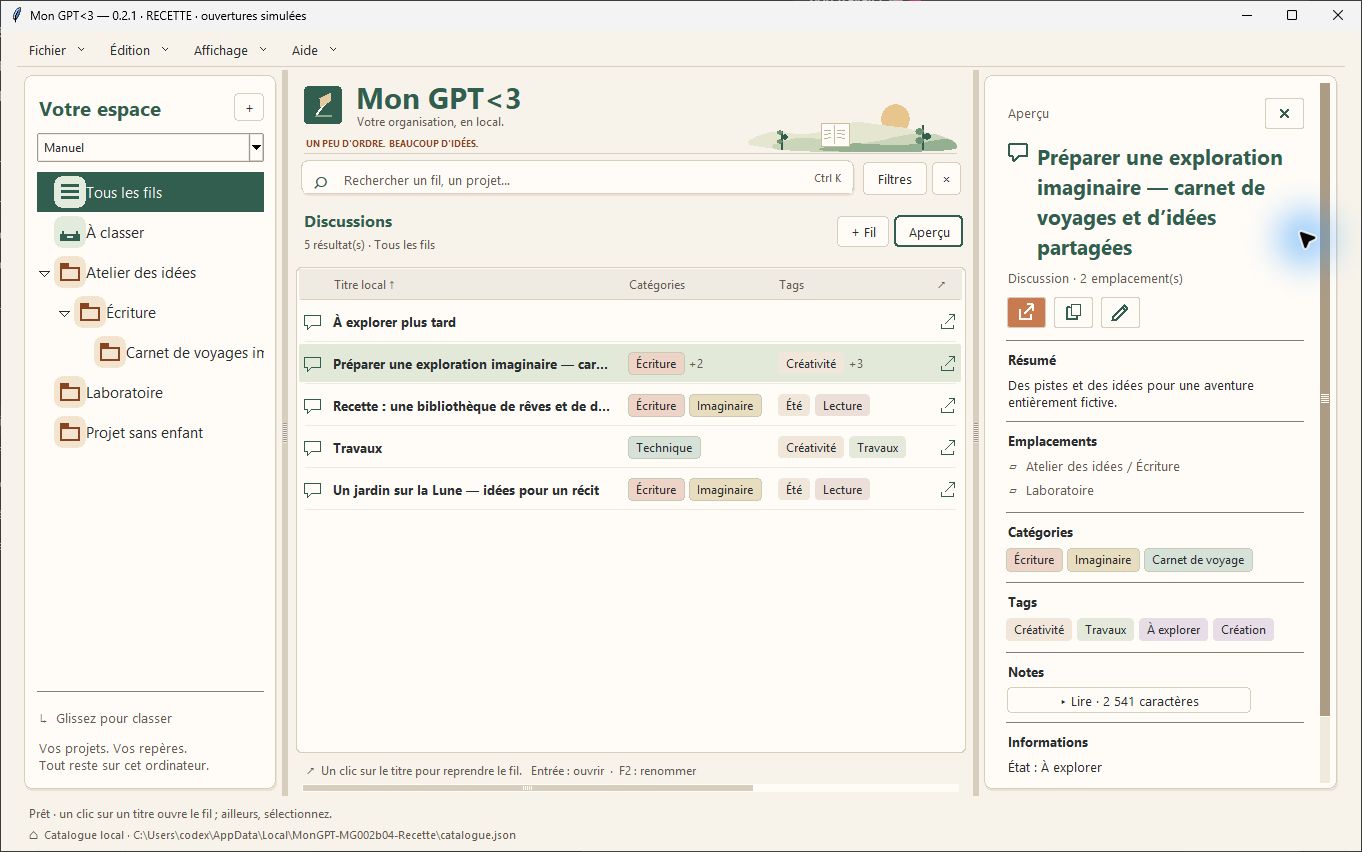 Mon GPT<3 — 0.2.1 · RECETTE · ouvertures simulées
Fichier Édition Affichage Aide
Votre espace
+
Manuel
Tous les fils
À classer
Atelier des idées
Écriture
Carnet de voyages im
Laboratoire
Projet sans enfant
Glissez pour classer
Vos projets. Vos repères.
Tout reste sur cet ordinateur.
Mon GPT<3
Votre organisation, en local.
UN PEU D'ORDRE. BEAUCOUP D'IDÉES.
Rechercher un fil, un projet... Ctrl K
Filtres ×
Discussions
5 résultat(s) · Tous les fils
+ Fil Aperçu
Titre local ↑ Catégories Tags ↗
À explorer plus tard
Préparer une exploration imaginaire — car... Écriture +2 Créativité +3
Recette : une bibliothèque de rêves et de d... Écriture Imaginaire Été Lecture
Travaux Technique Créativité Travaux
Un jardin sur la Lune — idées pour un récit Écriture Imaginaire Été Lecture
↗ Un clic sur le titre pour reprendre le fil. Entrée : ouvrir · F2 : renommer
Aperçu
Préparer une exploration
imaginaire — carnet de
voyages et d’idées
partagées
Discussion · 2 emplacement(s)
Résumé
Des pistes et des idées pour une aventure
entièrement fictive.
Emplacements
Atelier des idées / Écriture
Laboratoire
Catégories
Écriture Imaginaire Carnet de voyage
Tags
Créativité Travaux À explorer Création
Notes
‣ Lire · 2 541 caractères
Informations
État : À explorer
Prêt · un clic sur un titre ouvre le fil ; ailleurs, sélectionnez.
Catalogue local · C:\Users\codex\AppData\Local\MonGPT-MG002b04-Recette\catalogue.json